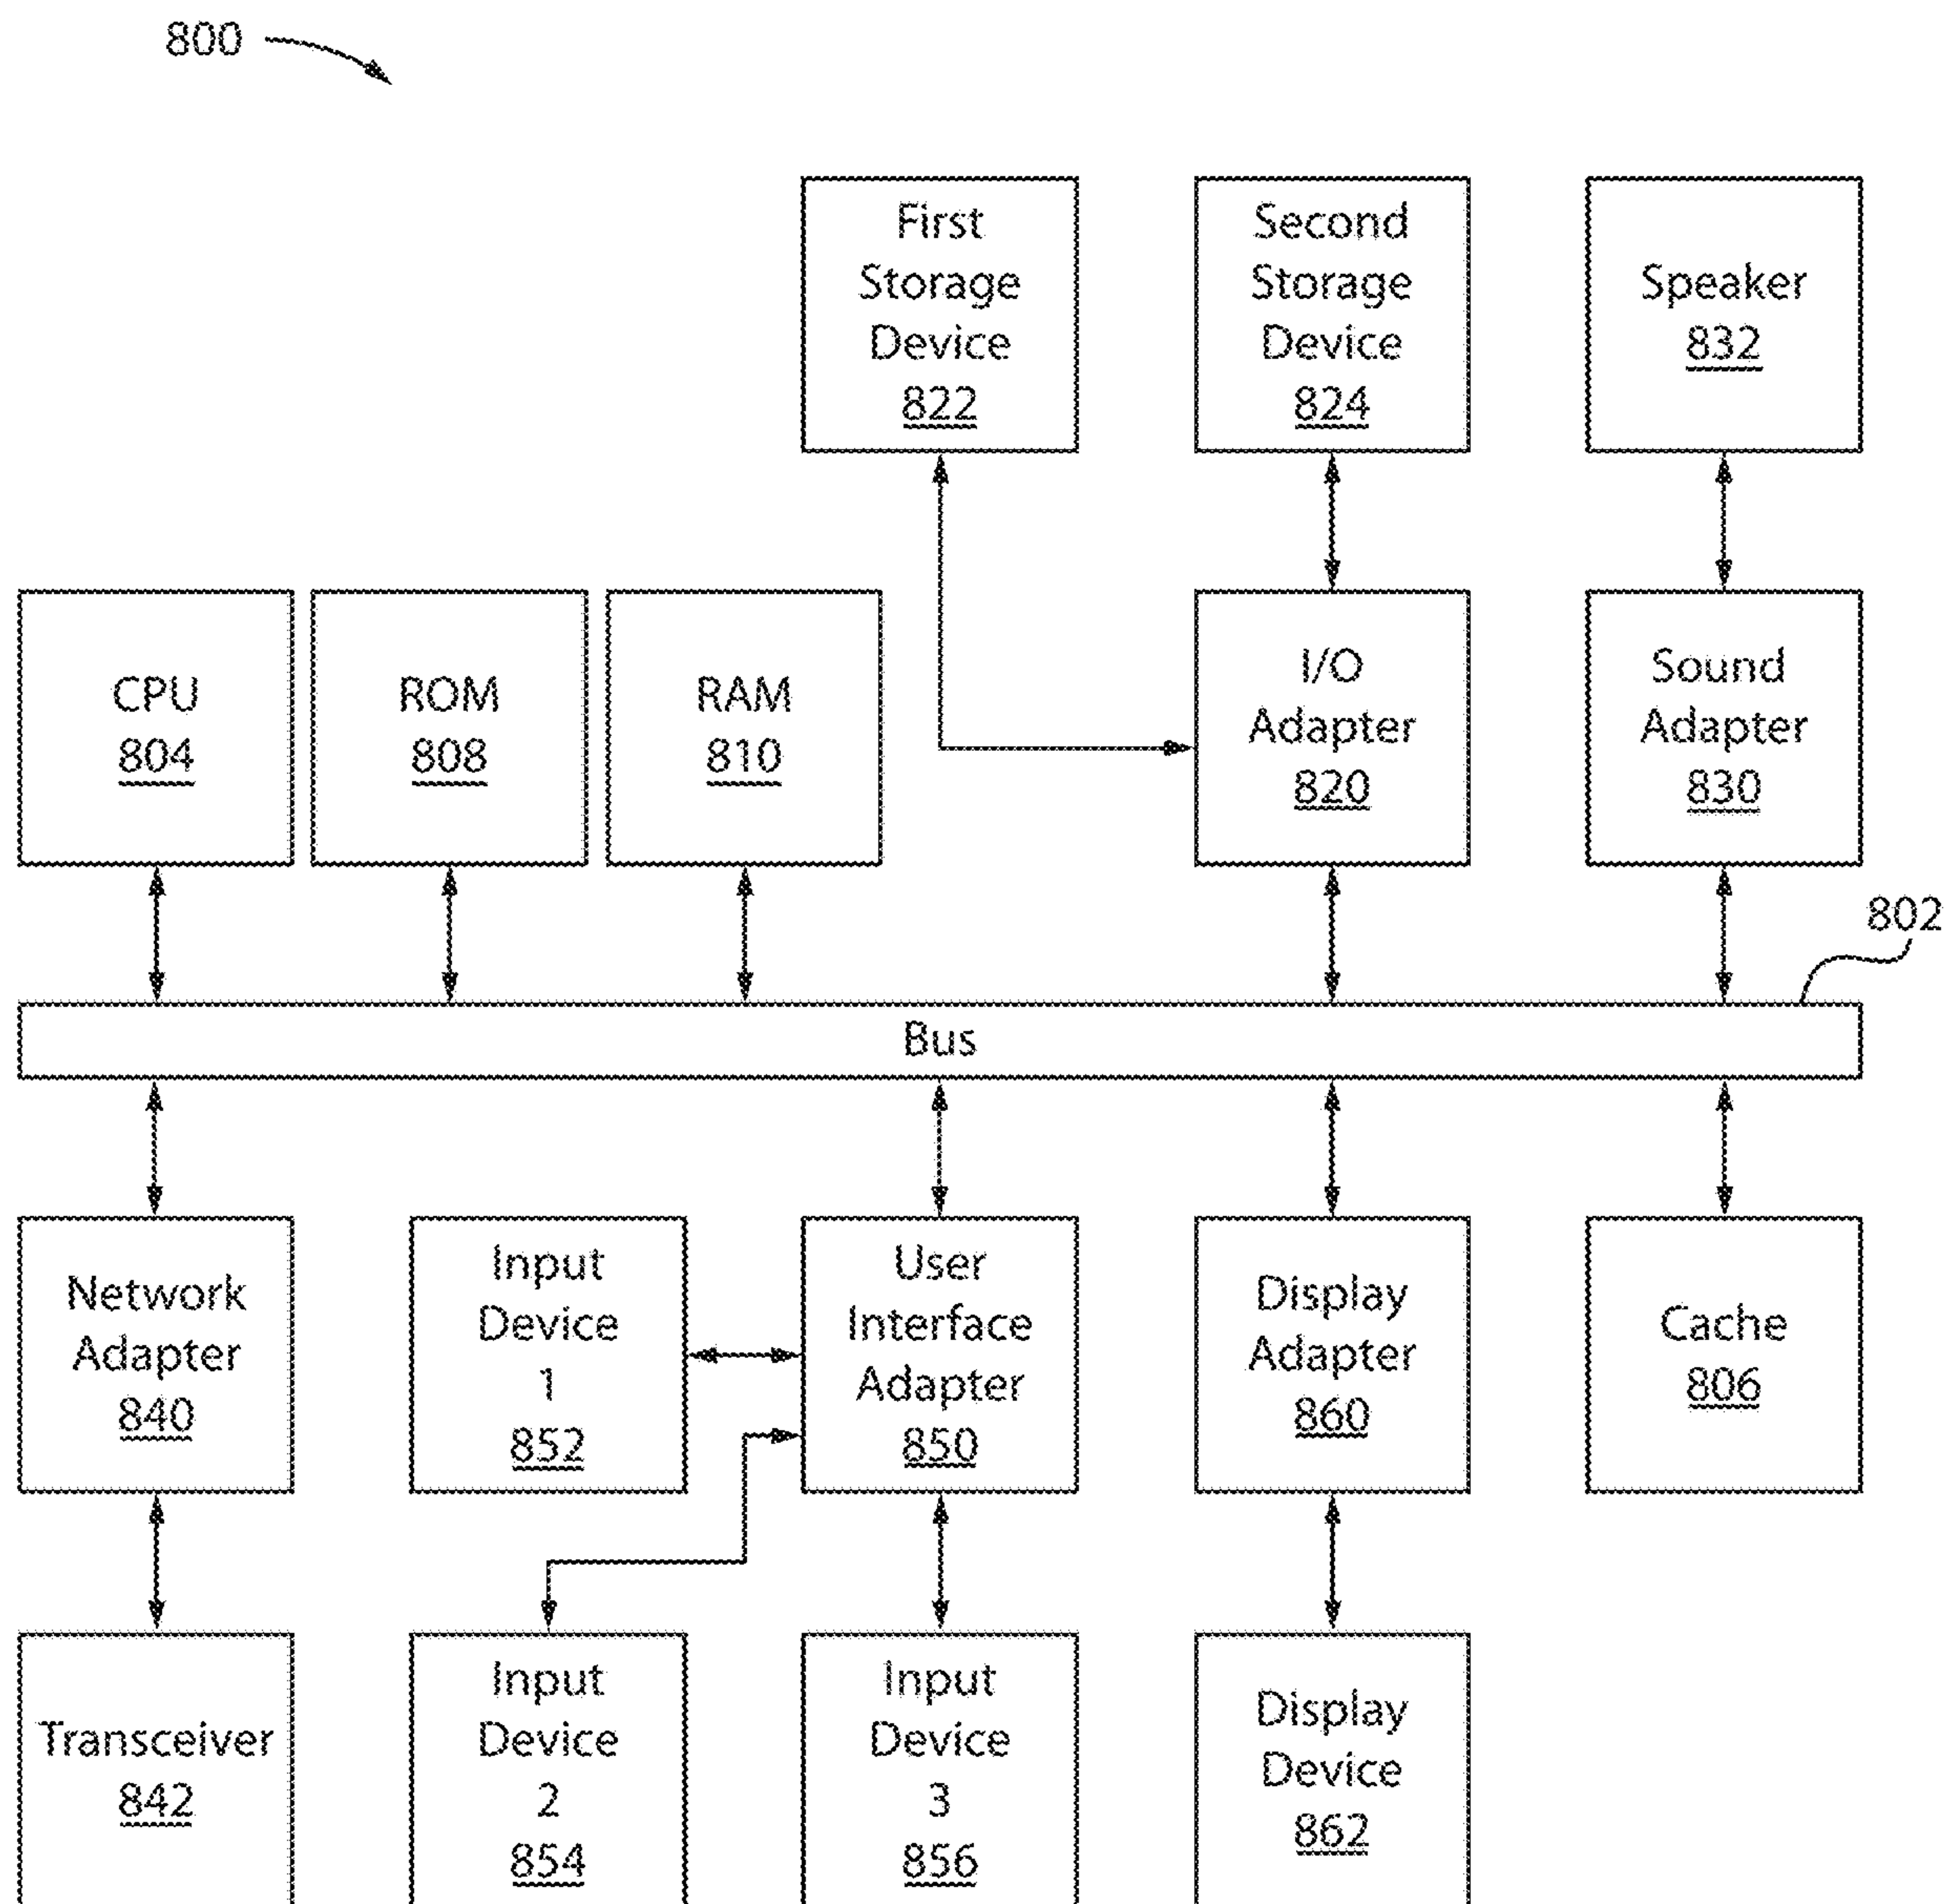 800
First
Storage
Device
822
Second
Storage
Device
824
Speaker
832
CPU
804
ROM
808
RAM
810
I/O
Adapter
820
Sound
Adapter
830
802
Bus
Network
Adapter
840
Input
Device
1
852
User
Interface
Adapter
850
Display
Adapter
860
Cache
806
Transceiver
842
Input
Device
2
854
Input
Device
3
856
Display
Device
862